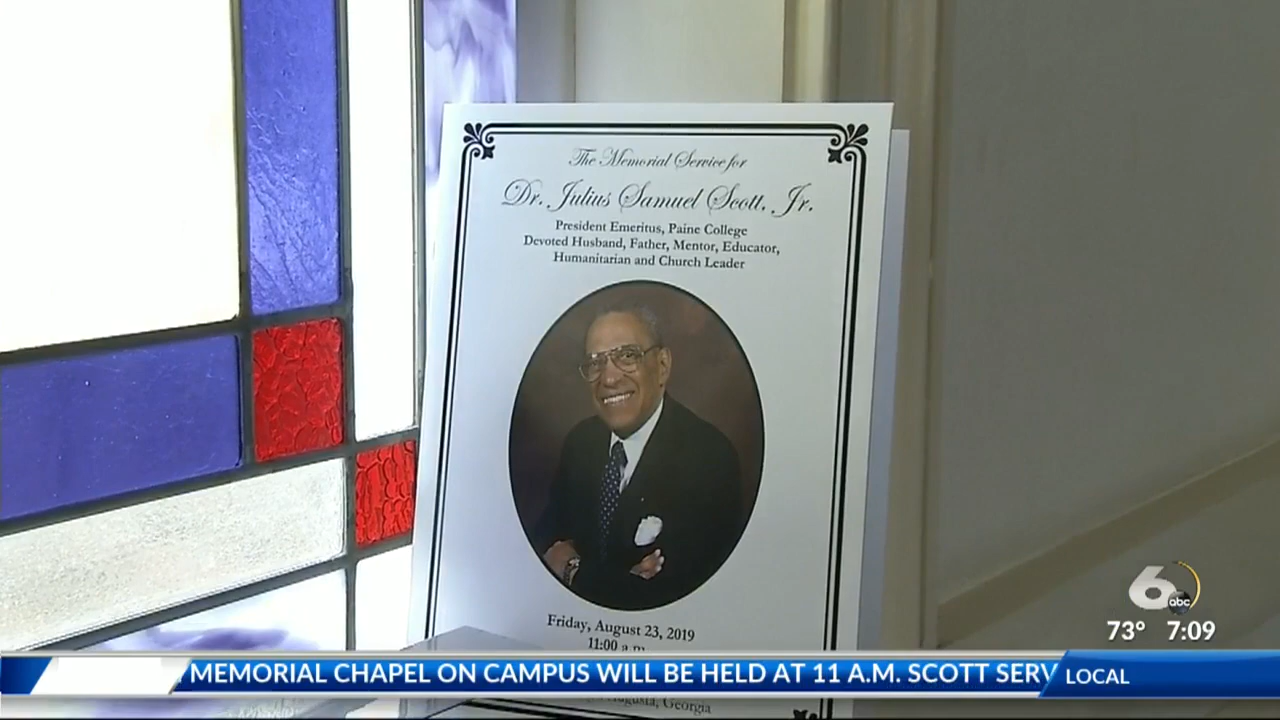 The Memorial Service for
Dr. Julius Samuel Scott, Jr.
President Emeritus, Paine College
Devoted Husband, Father, Mentor, Educator,
Humanitarian and Church Leader
Friday, August 23, 2019
11:00 a.m.
Augusta, Georgia
6 abc
73° 7:09
MEMORIAL CHAPEL ON CAMPUS WILL BE HELD AT 11 A.M. SCOTT SERV
LOCAL